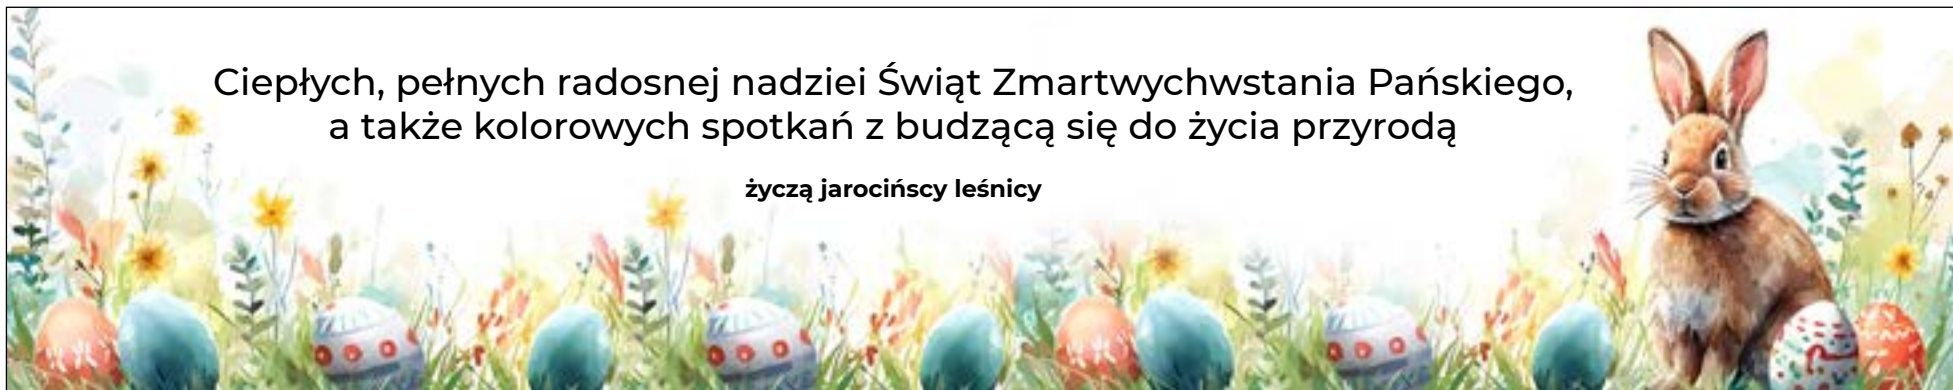 Ciepłych, pełnych radosnej nadziei Świąt Zmartwychwstania Pańskiego,
a także kolorowych spotkań z budzącą się do życia przyrodą
życzą jarocińscy leśnicy